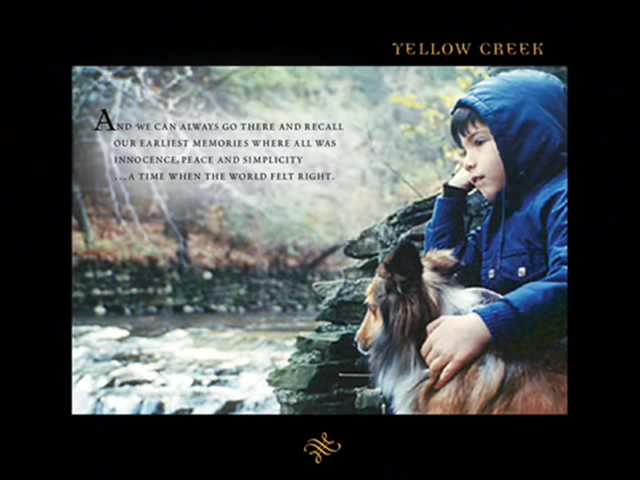 YELLOW CREEK
AND WE CAN ALWAYS GO THERE AND RECALL
OUR EARLIEST MEMORIES WHERE ALL WAS
INNOCENCE, PEACE AND SIMPLICITY
...A TIME WHEN THE WORLD FELT RIGHT.